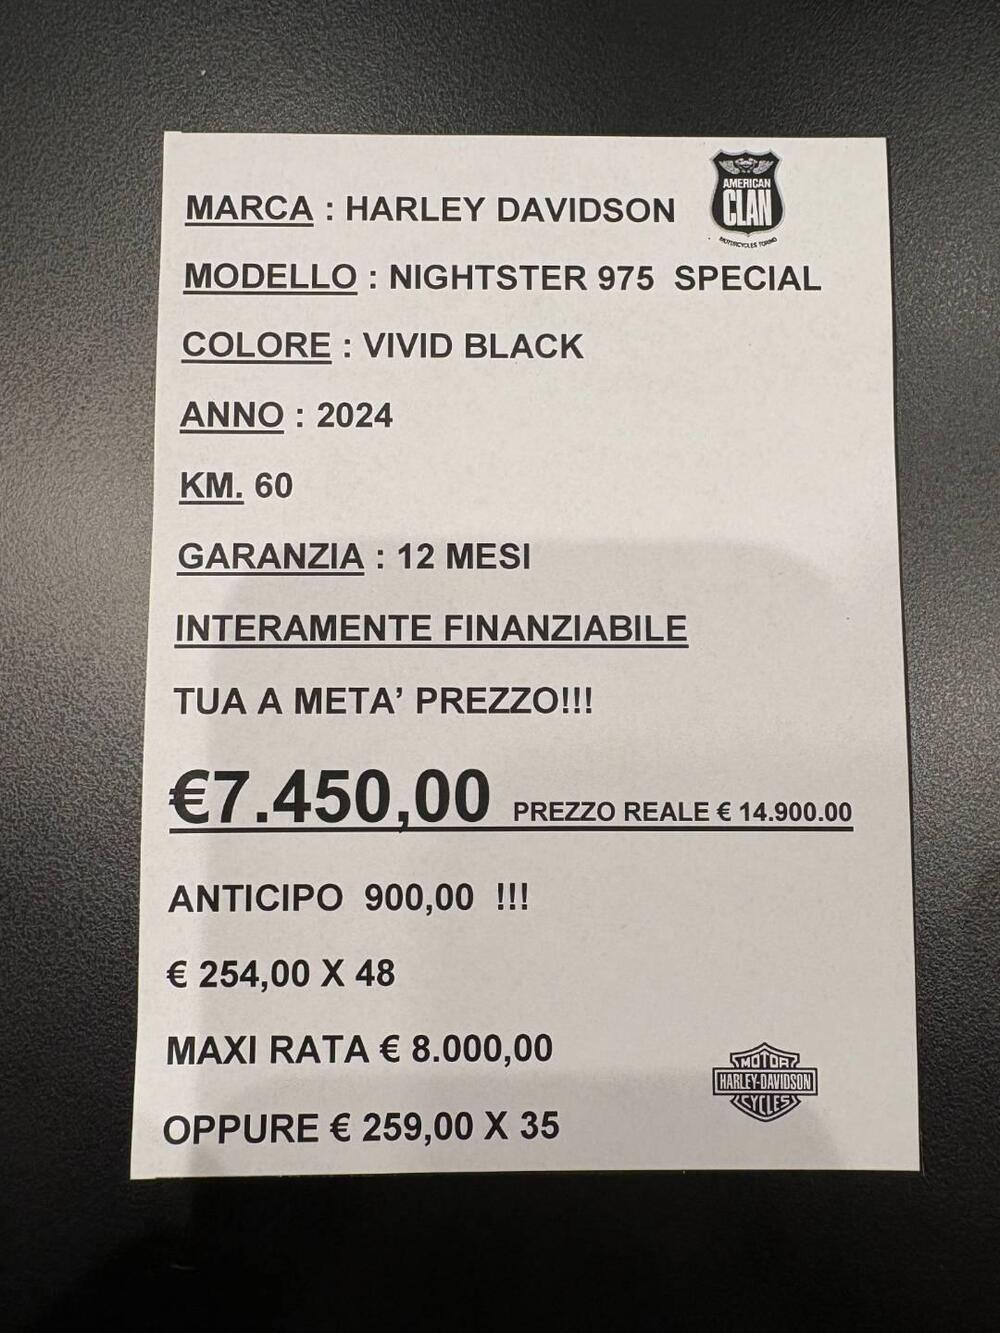 MARCA : HARLEY DAVIDSON
AMERICAN
CLAN
MOTORCYCLES TORINO
MODELLO : NIGHTSTER 975 SPECIAL
COLORE : VIVID BLACK
ANNO : 2024
KM. 60
GARANZIA : 12 MESI
INTERAMENTE FINANZIABILE
TUA A META’ PREZZO!!!
€7.450,00 PREZZO REALE € 14.900.00
ANTICIPO 900,00 !!!
€ 254,00 X 48
MAXI RATA € 8.000,00
OPPURE € 259,00 X 35
MOTOR
HARLEY-DAVIDSON
CYCLES